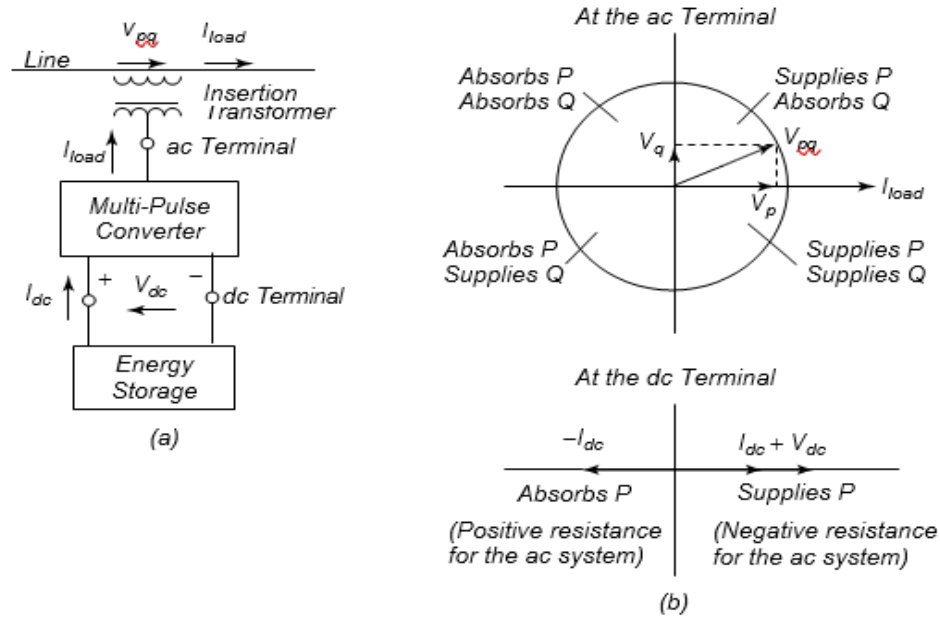 V_pq I_load
Line
Insertion
Transformer
I_load
ac Terminal
Multi-Pulse
Converter
+ −
I_dc V_dc
dc Terminal
Energy
Storage
(a)
At the ac Terminal
Absorbs P
Absorbs Q
Supplies P
Absorbs Q
V_q
V_pq
V_p
I_load
Absorbs P
Supplies Q
Supplies P
Supplies Q
At the dc Terminal
−I_dc
I_dc + V_dc
Absorbs P
(Positive resistance
for the ac system)
Supplies P
(Negative resistance
for the ac system)
(b)